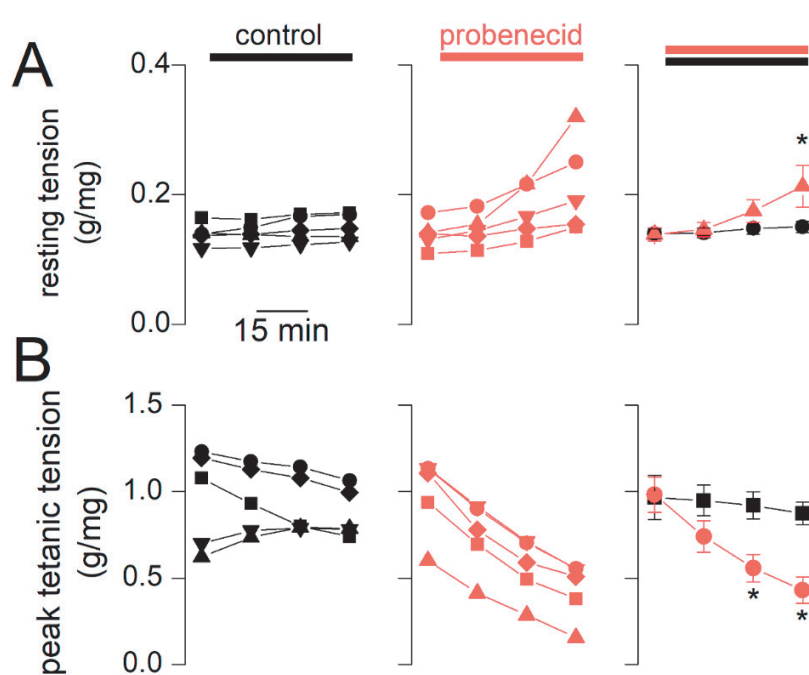 A
control
probenecid
resting tension
(g/mg)
0.4
0.2
0.0
*
15 min
B
peak tetanic tension
(g/mg)
1.5
1.0
0.5
0.0
*
*